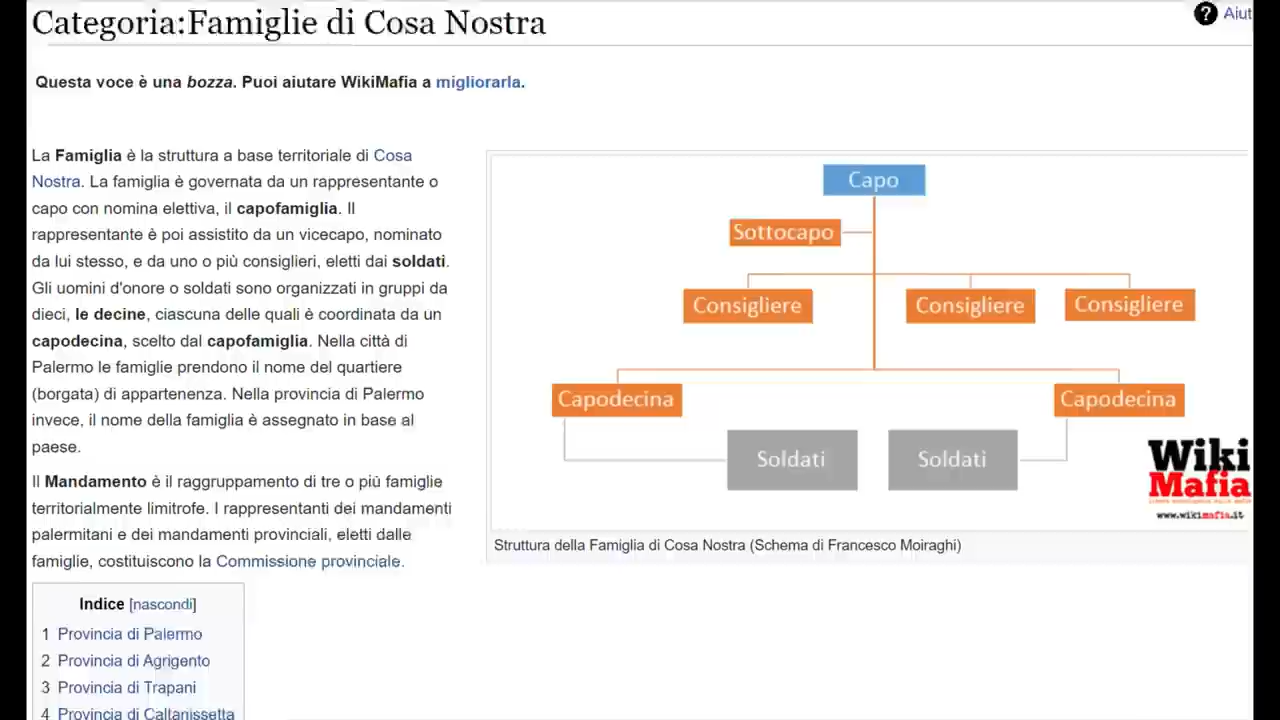 Categoria:Famiglie di Cosa Nostra
? Aiut
Questa voce è una bozza. Puoi aiutare WikiMafia a migliorarla.
La Famiglia è la struttura a base territoriale di Cosa
Nostra. La famiglia è governata da un rappresentante o
capo con nomina elettiva, il capofamiglia. Il
rappresentante è poi assistito da un vicecapo, nominato
da lui stesso, e da uno o più consiglieri, eletti dai soldati.
Gli uomini d'onore o soldati sono organizzati in gruppi da
dieci, le decine, ciascuna delle quali è coordinata da un
capodecina, scelto dal capofamiglia. Nella città di
Palermo le famiglie prendono il nome del quartiere
(borgata) di appartenenza. Nella provincia di Palermo
invece, il nome della famiglia è assegnato in base al
paese.
Il Mandamento è il raggruppamento di tre o più famiglie
territorialmente limitrofe. I rappresentanti dei mandamenti
palermitani e dei mandamenti provinciali, eletti dalle
famiglie, costituiscono la Commissione provinciale.
Indice [nascondi]
1 Provincia di Palermo
2 Provincia di Agrigento
3 Provincia di Trapani
4 Provincia di Caltanissetta
Capo
Sottocapo
Consigliere Consigliere Consigliere
Capodecina Capodecina
Soldati Soldati
Wiki
Mafia
www.wikimafia.it
Struttura della Famiglia di Cosa Nostra (Schema di Francesco Moiraghi)